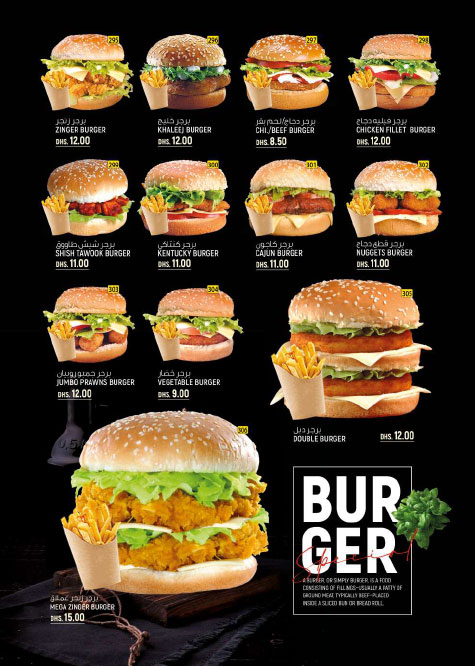 295
برجر زنجر
ZINGER BURGER
DHS. 12.00
296
برجر خليج
KHALEEJ BURGER
DHS. 12.00
297
برجر دجاج/لحم بقر
CHI./BEEF BURGER
DHS. 8.50
298
برجر فيليه دجاج
CHICKEN FILLET BURGER
DHS. 12.00
299
برجر شيش طاووق
SHISH TAWOOK BURGER
DHS. 11.00
300
برجر كنتاكي
KENTUCKY BURGER
DHS. 11.00
301
برجر كاجون
CAJUN BURGER
DHS. 11.00
302
برجر قطع دجاج
NUGGETS BURGER
DHS. 11.00
303
برجر جمبو روبيان
JUMBO PRAWNS BURGER
DHS. 12.00
304
برجر خضار
VEGETABLE BURGER
DHS. 9.00
305
برجر دبل
DOUBLE BURGER
DHS. 12.00
306
برجر زنجر عملاق
MEGA ZINGER BURGER
DHS. 15.00
BUR
GER
Special
A BURGER, OR SIMPLY BURGER, IS A FOOD
CONSISTING OF FILLINGS—USUALLY A PATTY OF
GROUND MEAT, TYPICALLY BEEF—PLACED
INSIDE A SLICED BUN OR BREAD ROLL.